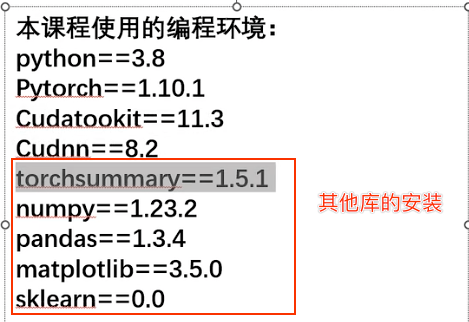 本课程使用的编程环境：
python==3.8
Pytorch==1.10.1
Cudatookit==11.3
Cudnn==8.2
torchsummary==1.5.1
numpy==1.23.2
pandas==1.3.4
matplotlib==3.5.0
sklearn==0.0
其他库的安装